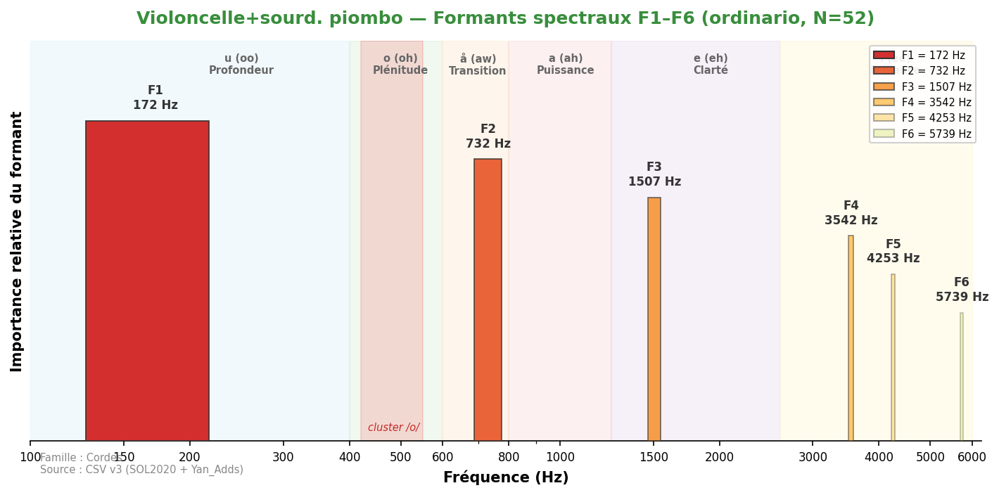 Violoncelle+sourd. piombo — Formants spectraux F1–F6 (ordinario, N=52)
u (oo)
Profondeur
o (oh)
Plénitude
å (aw)
Transition
a (ah)
Puissance
e (eh)
Clarté
F1 = 172 Hz
F2 = 732 Hz
F3 = 1507 Hz
F4 = 3542 Hz
F5 = 4253 Hz
F6 = 5739 Hz
F1
172 Hz
F2
732 Hz
F3
1507 Hz
F4
3542 Hz
F5
4253 Hz
F6
5739 Hz
Importance relative du formant
cluster /o/
100 150 200 300 400 500 600 800 1000 1500 2000 3000 4000 5000 6000
Famille : Cordes
Source : CSV v3 (SOL2020 + Yan_Adds)
Fréquence (Hz)